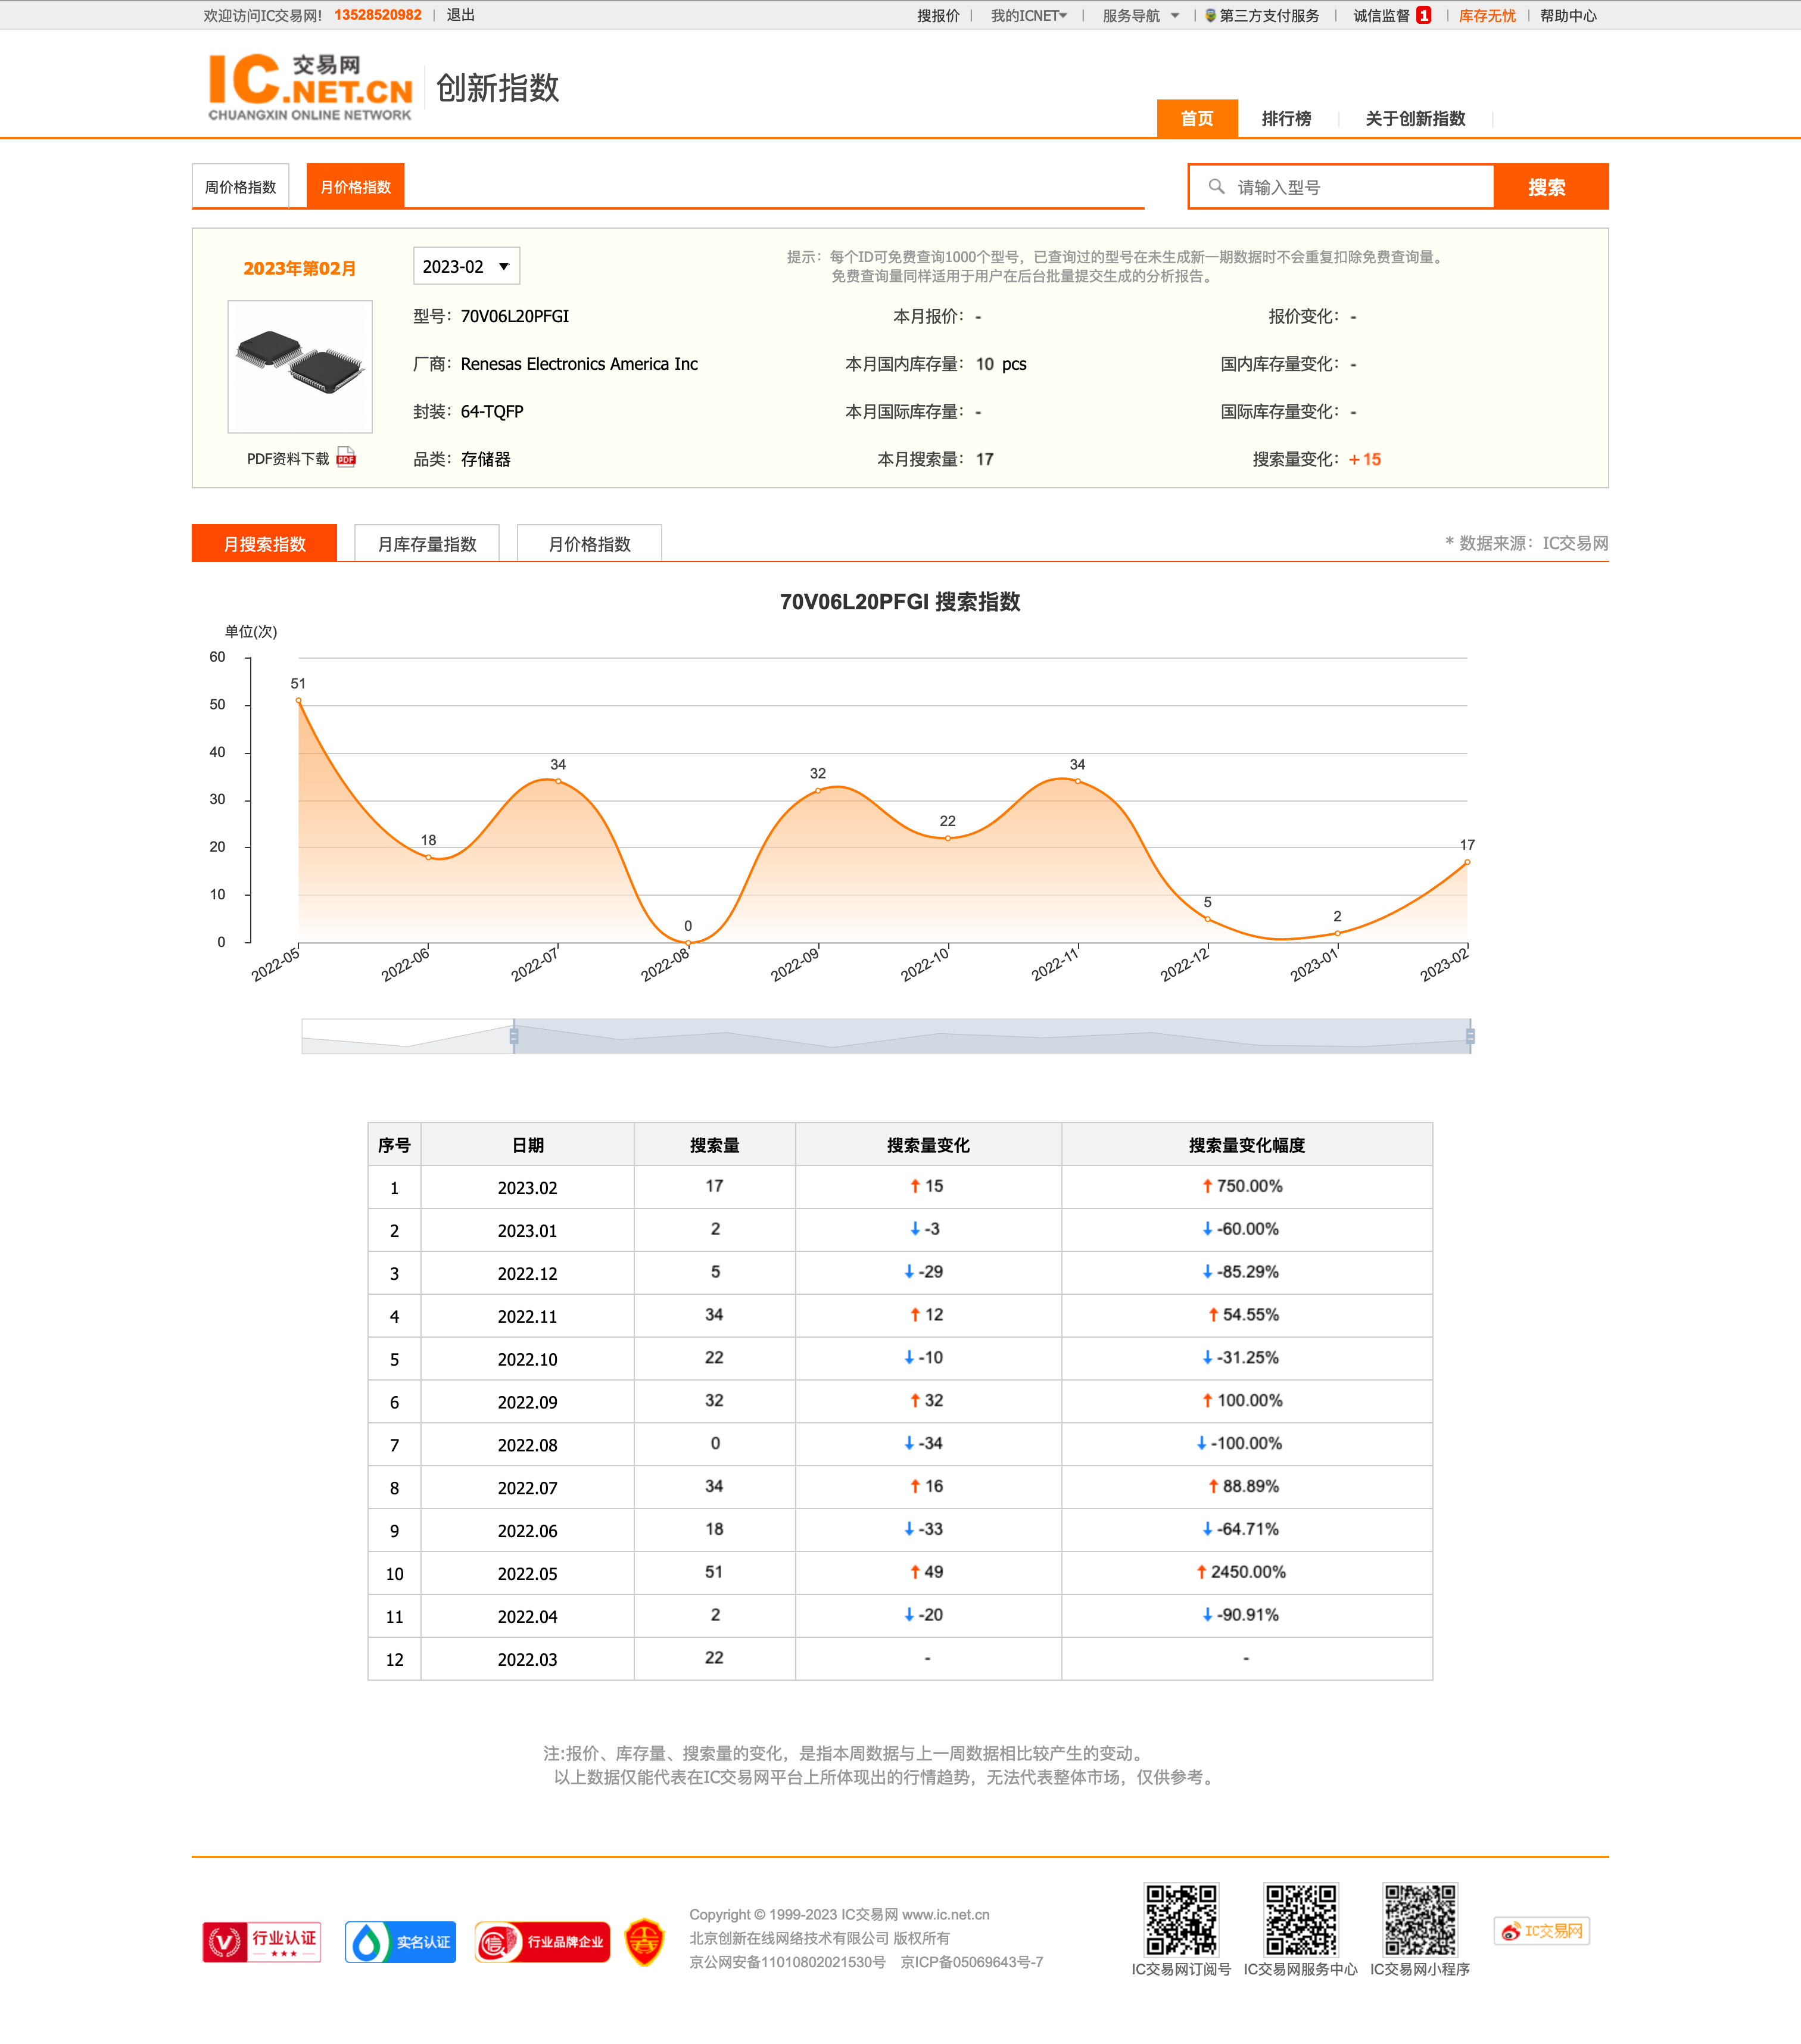 欢迎访问IC交易网! 13528520982 | 退出 搜报价 | 我的ICNET | 服务导航 | 第三方支付服务 | 诚信监督 1 | 库存无忧 | 帮助中心
IC交易网
.NET.CN
CHUANGXIN ONLINE NETWORK
创新指数
首页 排行榜 关于创新指数
周价格指数 月价格指数 请输入型号 搜索
2023年第02月 2023-02
提示：每个ID可免费查询1000个型号，已查询过的型号在未生成新一期数据时不会重复扣除免费查询量。
免费查询量同样适用于用户在后台批量提交生成的分析报告。
型号：70V06L20PFGI 本月报价：- 报价变化：-
厂商：Renesas Electronics America Inc 本月国内库存量：10 pcs 国内库存量变化：-
封装：64-TQFP 本月国际库存量：- 国际库存量变化：-
PDF资料下载 PDF 品类：存储器 本月搜索量：17 搜索量变化：+15
月搜索指数 月库存量指数 月价格指数 * 数据来源：IC交易网
70V06L20PFGI 搜索指数
单位(次)
60
50
40
30
20
10
0
51
18
34
0
32
22
34
5
2
17
2022-05 2022-06 2022-07 2022-08 2022-09 2022-10 2022-11 2022-12 2023-01 2023-02
序号 日期 搜索量 搜索量变化 搜索量变化幅度
1 2023.02 17 ↑ 15 ↑ 750.00%
2 2023.01 2 ↓ -3 ↓ -60.00%
3 2022.12 5 ↓ -29 ↓ -85.29%
4 2022.11 34 ↑ 12 ↑ 54.55%
5 2022.10 22 ↓ -10 ↓ -31.25%
6 2022.09 32 ↑ 32 ↑ 100.00%
7 2022.08 0 ↓ -34 ↓ -100.00%
8 2022.07 34 ↑ 16 ↑ 88.89%
9 2022.06 18 ↓ -33 ↓ -64.71%
10 2022.05 51 ↑ 49 ↑ 2450.00%
11 2022.04 2 ↓ -20 ↓ -90.91%
12 2022.03 22 - -
注:报价、库存量、搜索量的变化，是指本周数据与上一周数据相比较产生的变动。
以上数据仅能代表在IC交易网平台上所体现出的行情趋势，无法代表整体市场，仅供参考。
行业认证
实名认证
信 行业品牌企业
Copyright © 1999-2023 IC交易网 www.ic.net.cn
北京创新在线网络技术有限公司 版权所有
京公网安备11010802021530号 京ICP备05069643号-7
IC交易网订阅号 IC交易网服务中心 IC交易网小程序
IC交易网